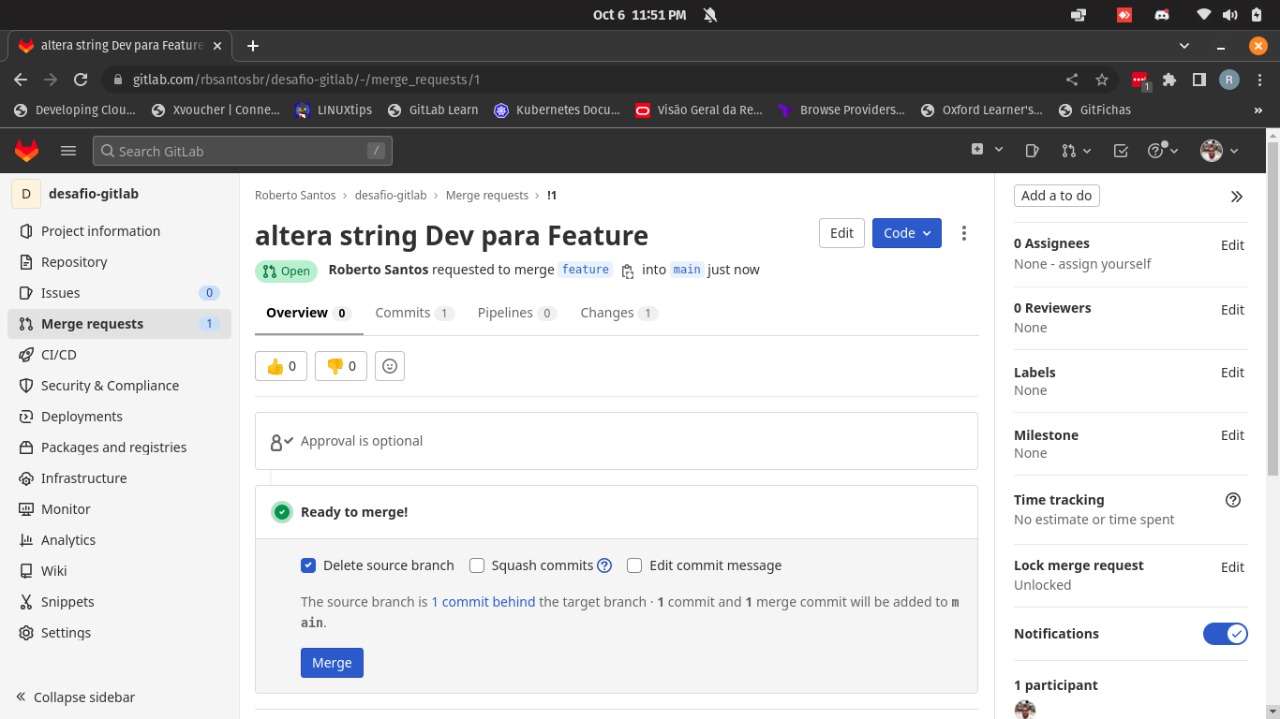 Oct 6 11:51 PM
altera string Dev para Feature
gitlab.com/rbsantosbr/desafio-gitlab/-/merge_requests/1
1
R
Developing Clou...
Xvoucher | Conne...
LINUXtips
GitLab Learn
Kubernetes Docu...
Visão Geral da Re...
Browse Providers...
Oxford Learner's...
GitFichas
»
Search GitLab
/
D
desafio-gitlab
Project information
Repository
Issues 0
Merge requests 1
CI/CD
Security & Compliance
Deployments
Packages and registries
Infrastructure
Monitor
Analytics
Wiki
Snippets
Settings
Collapse sidebar
Roberto Santos › desafio-gitlab › Merge requests › !1
altera string Dev para Feature
Edit
Code
Open
Roberto Santos requested to merge feature into main just now
Overview 0
Commits 1
Pipelines 0
Changes 1
👍 0
👎 0
Approval is optional
Ready to merge!
Delete source branch
Squash commits
Edit commit message
The source branch is 1 commit behind the target branch · 1 commit and 1 merge commit will be added to m
ain.
Merge
Add a to do
0 Assignees Edit
None - assign yourself
0 Reviewers Edit
None
Labels Edit
None
Milestone Edit
None
Time tracking
No estimate or time spent
Lock merge request Edit
Unlocked
Notifications
1 participant